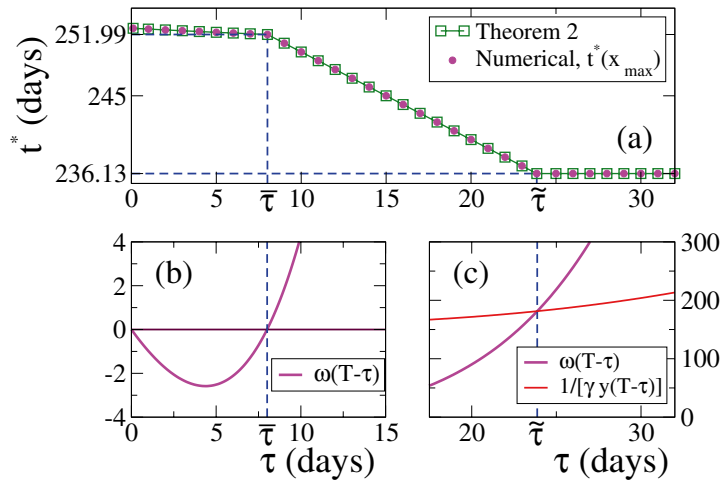 251.99
245
236.13
t* (days)
Theorem 2
Numerical, t*(x_max)
(a)
0 5 τ̅ 10 15 20 τ̃ 30
4
2
0
-2
-4
(b)
ω(T-τ)
0 5 τ̅ 10 15
τ (days)
(c)
300
200
100
0
ω(T-τ)
1/[γ y(T-τ)]
20 τ̃ 30
τ (days)